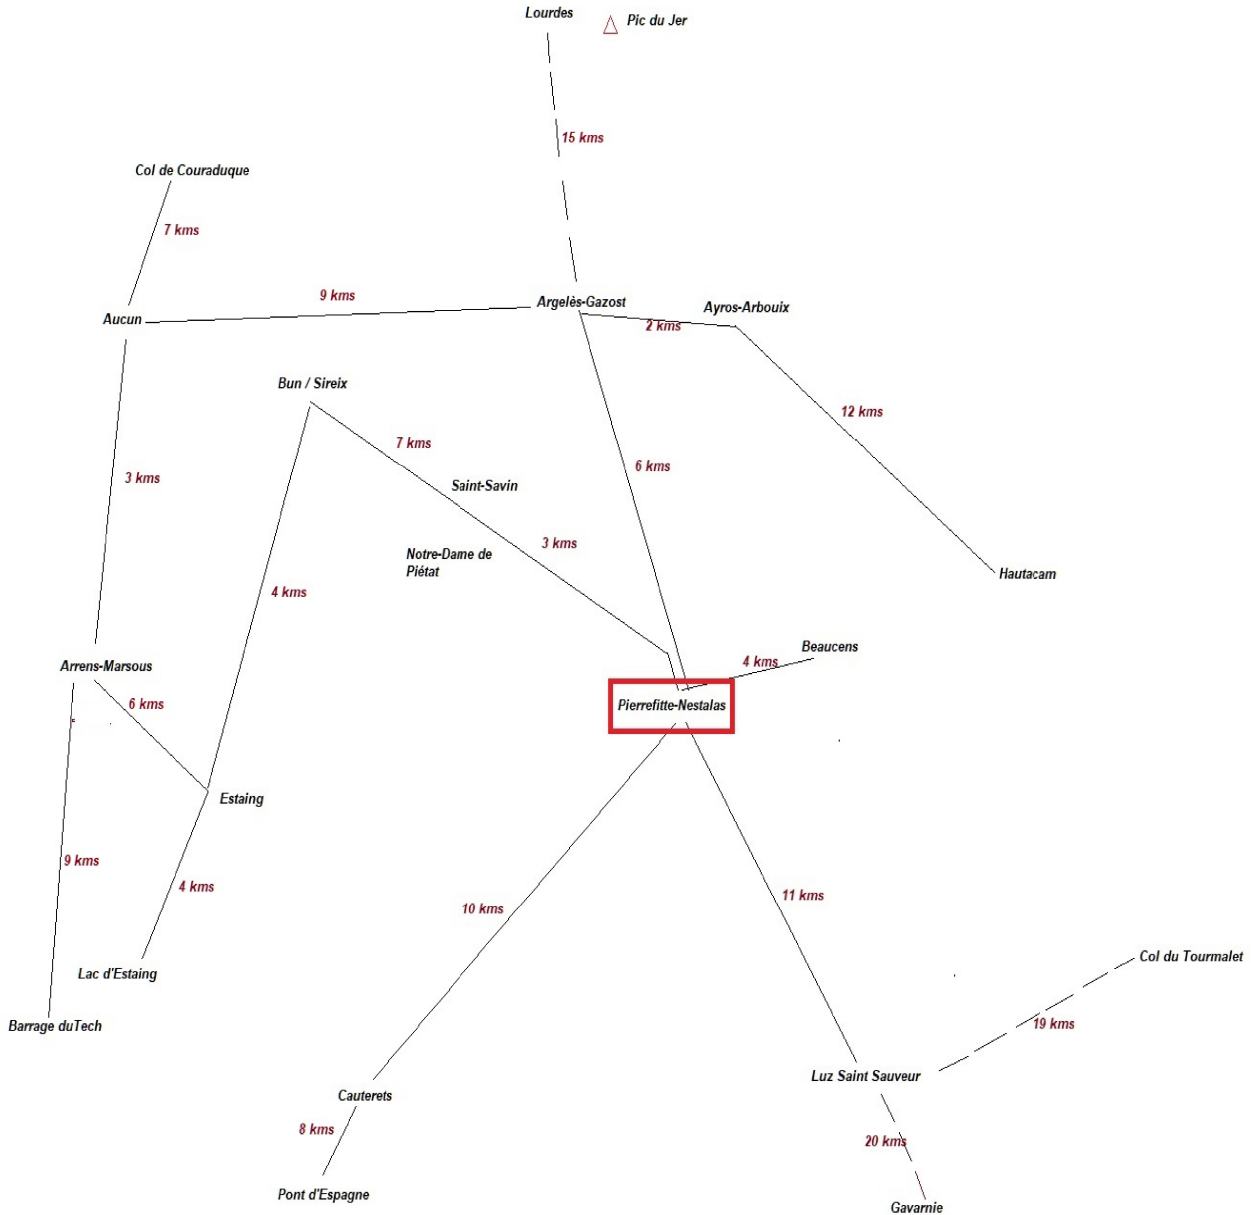 Lourdes
Pic du Jer
15 kms
Col de Couraduque
7 kms
9 kms
Argelès-Gazost
Ayros-Arbouix
Aucun
2 kms
Bun / Sireix
12 kms
7 kms
6 kms
3 kms
Saint-Savin
3 kms
Notre-Dame de
Piétat
Hautacam
4 kms
Beaucens
Arrens-Marsous
4 kms
6 kms
Pierrefitte-Nestalas
Estaing
9 kms
4 kms
11 kms
10 kms
Col du Tourmalet
Lac d'Estaing
Barrage duTech
19 kms
Luz Saint Sauveur
Cauterets
8 kms
20 kms
Pont d'Espagne
Gavarnie